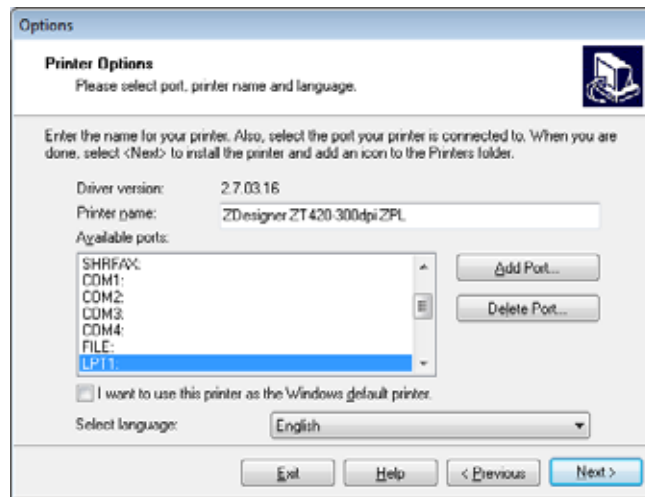 Options
Printer Options
Please select port, printer name and language.
Enter the name for your printer. Also, select the port your printer is connected to. When you are
done, select <Next> to install the printer and add an icon to the Printers folder.
Driver version: 2.7.03.16
Printer name: ZDesigner ZT420-300dpi ZPL
Available ports:
SHRFAX:
COM1:
COM2:
COM3:
COM4:
FILE:
LPT1:
Add Port...
Delete Port...
I want to use this printer as the Windows default printer.
Select language: English
Exit Help < Previous Next >